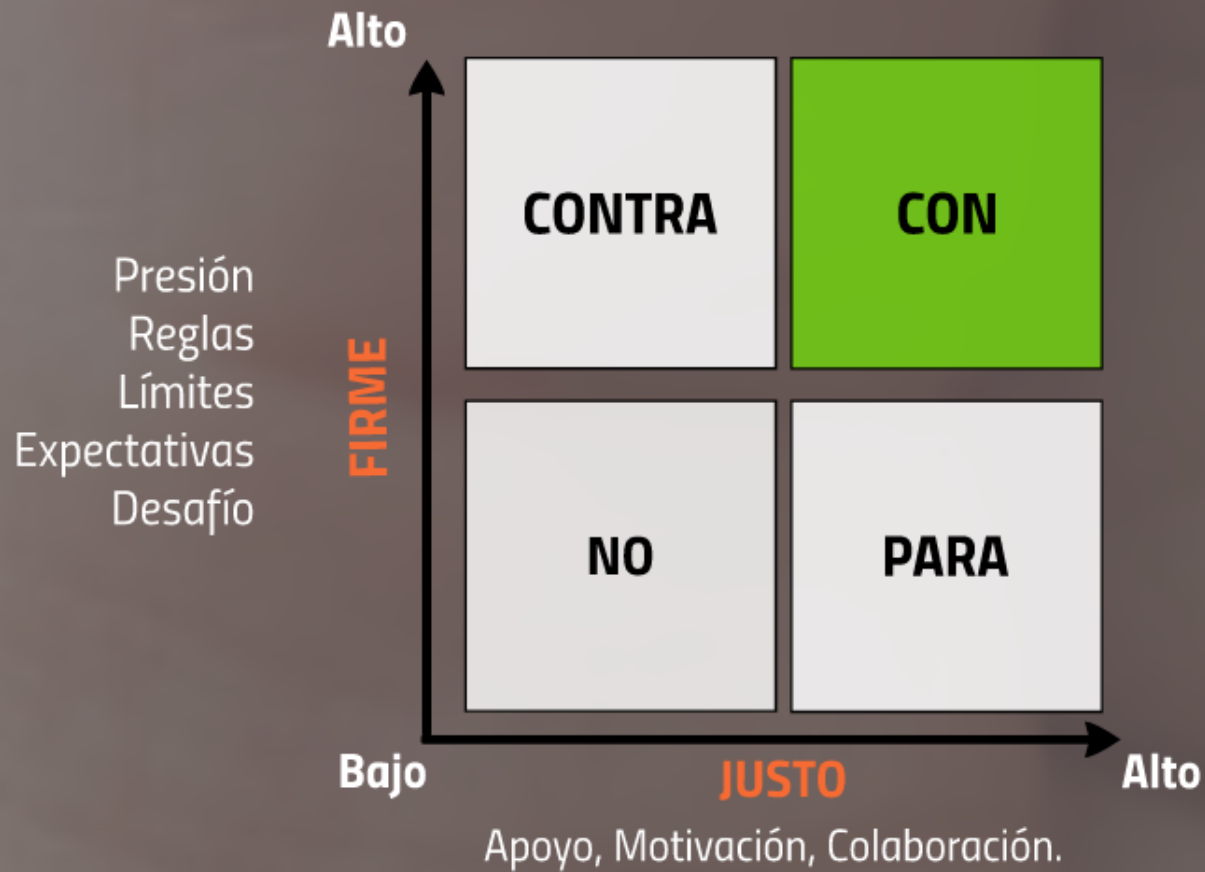 Alto
CONTRA
CON
Presión
Reglas
Límites
Expectativas
Desafío
FIRME
NO
PARA
Bajo
JUSTO
Alto
Apoyo, Motivación, Colaboración.